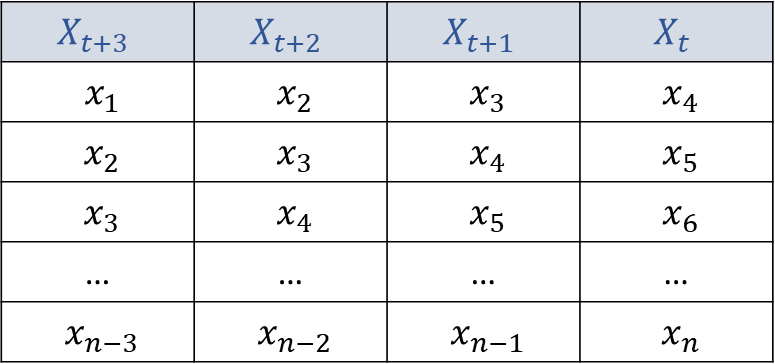 X_{t+3} X_{t+2} X_{t+1} X_t
x_1 x_2 x_3 x_4
x_2 x_3 x_4 x_5
x_3 x_4 x_5 x_6
... ... ... ...
x_{n-3} x_{n-2} x_{n-1} x_n